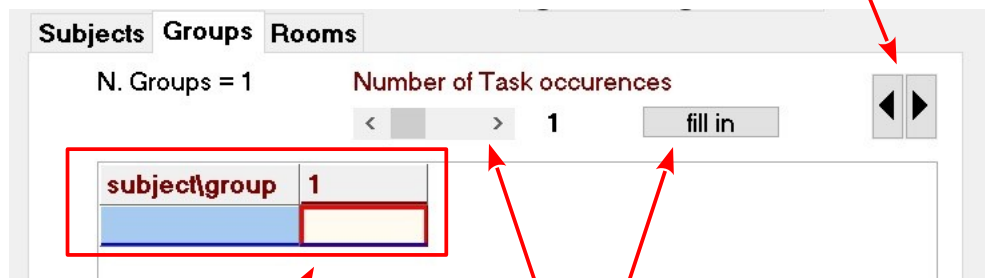 Subjects Groups Rooms
N. Groups = 1 Number of Task occurences
< > 1 fill in
subject\group 1